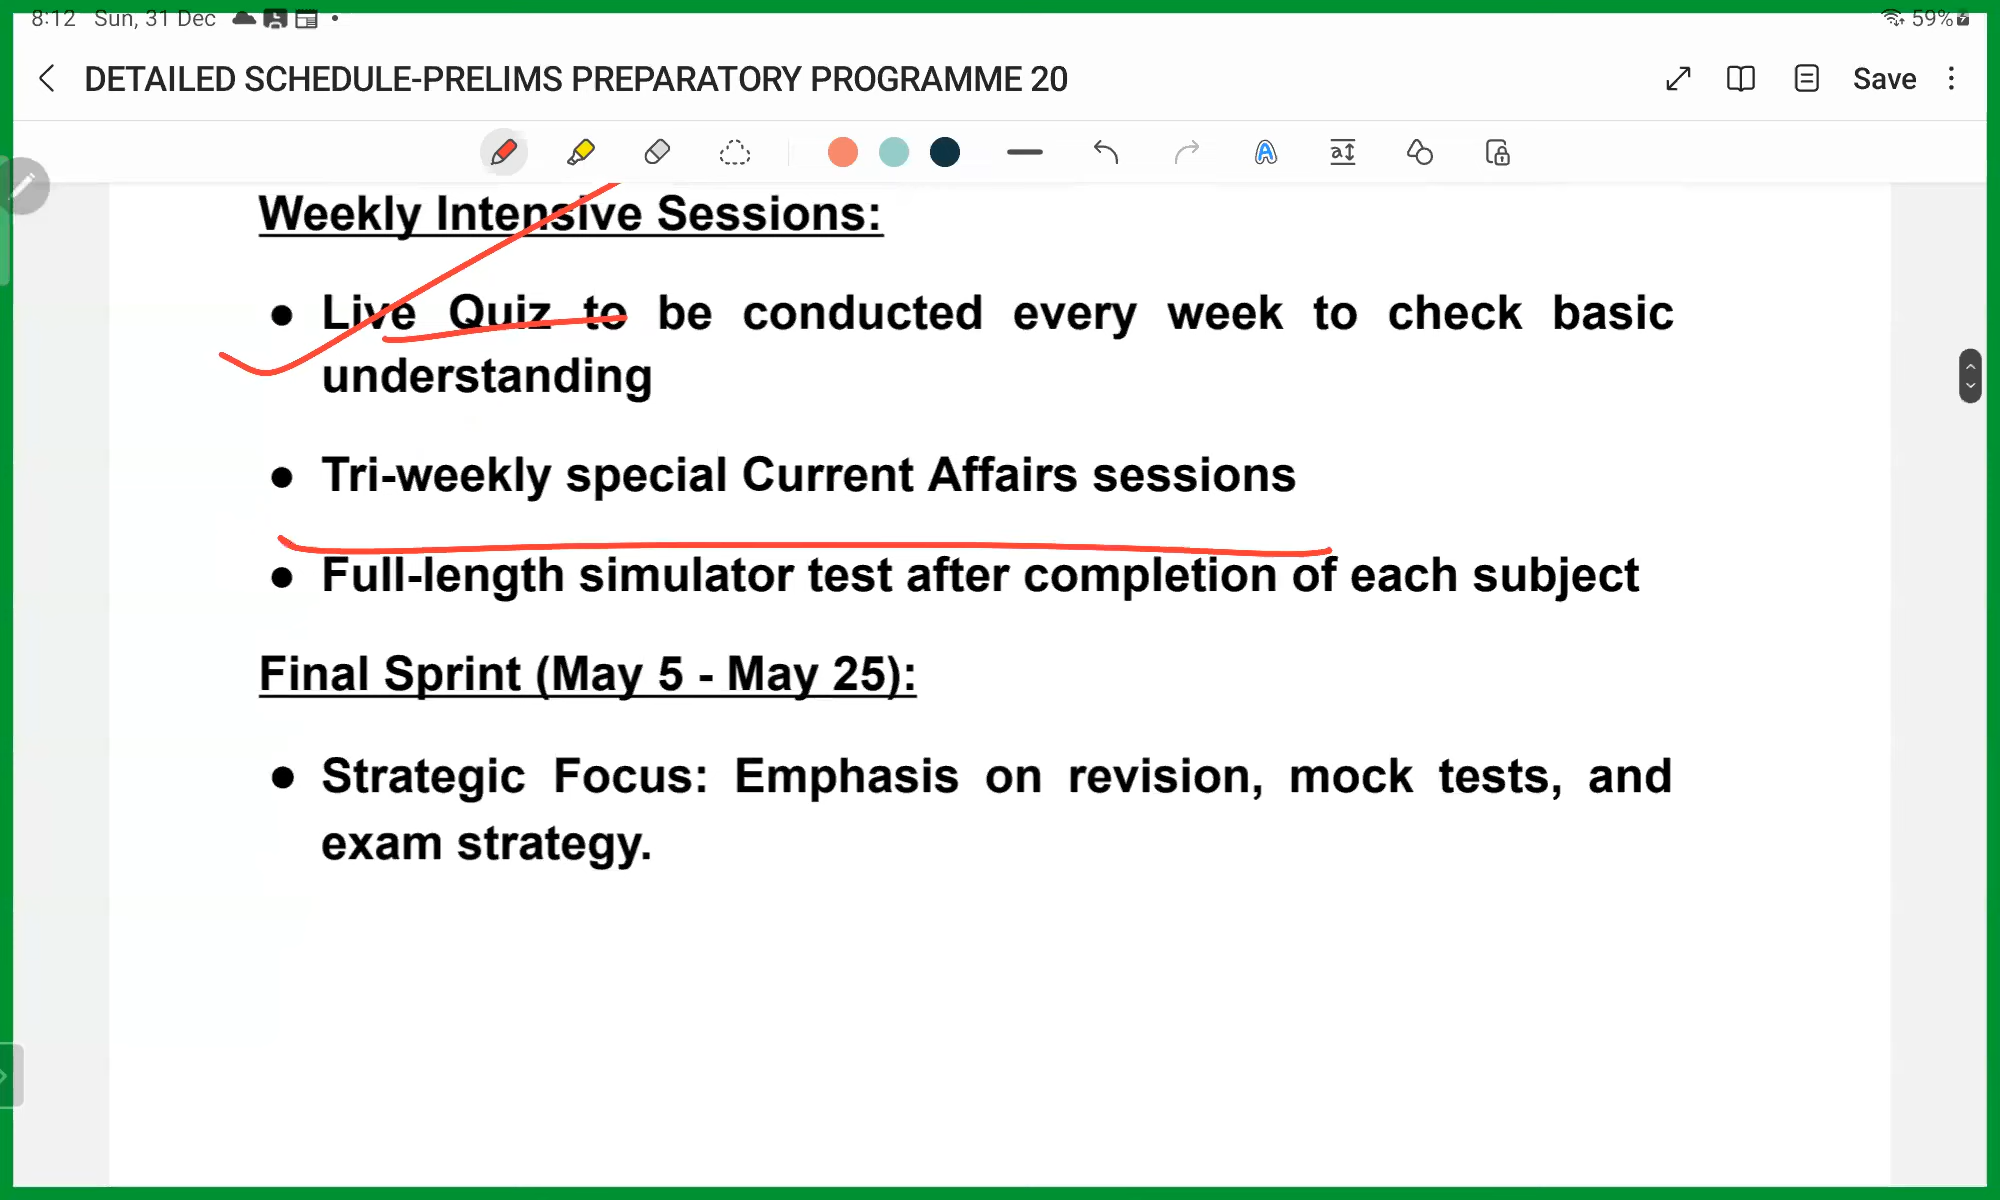 8:12 Sun, 31 Dec 59%
DETAILED SCHEDULE-PRELIMS PREPARATORY PROGRAMME 20 Save
Weekly Intensive Sessions:
● Live Quiz to be conducted every week to check basic
understanding
● Tri-weekly special Current Affairs sessions
● Full-length simulator test after completion of each subject
Final Sprint (May 5 - May 25):
● Strategic Focus: Emphasis on revision, mock tests, and
exam strategy.